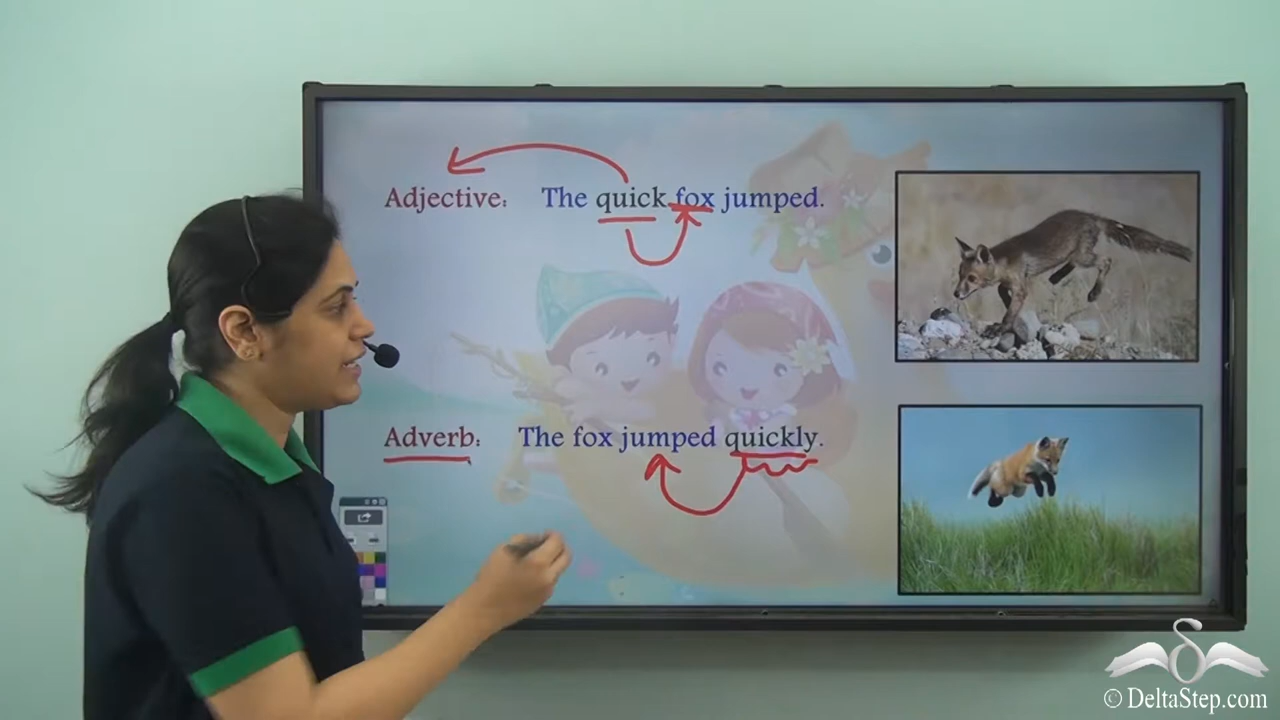 Adjective: The quick fox jumped.
Adverb: The fox jumped quickly.
© DeltaStep.com